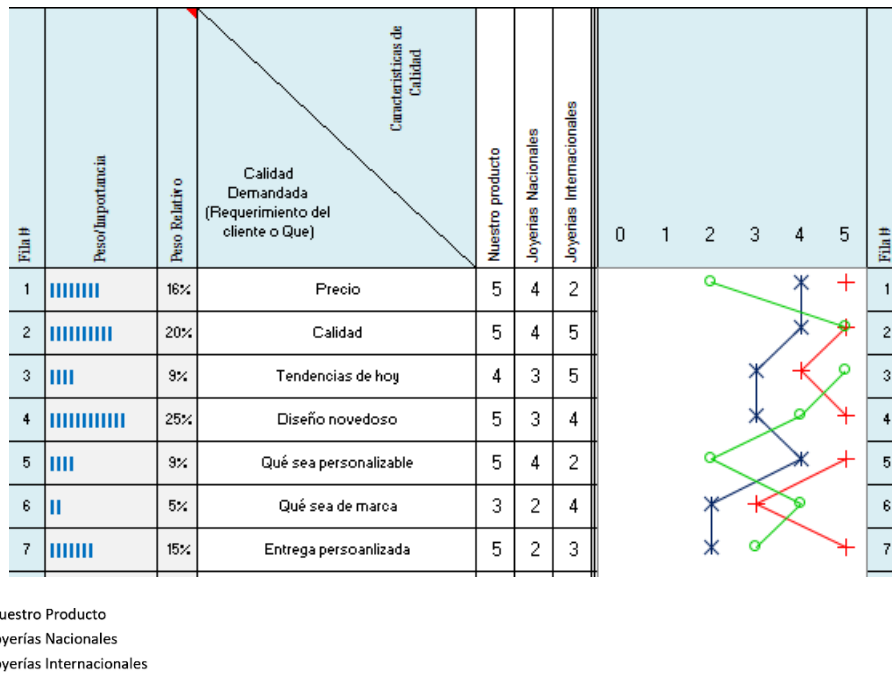 Fila #
Peso/Importancia
Peso Relativo
Calidad
Demandada
(Requerimiento del
cliente o Que)
Características de
Calidad
Nuestro producto
Joyerias Nacionales
Joyerias Internacionales
0 1 2 3 4 5
Fila #
1 16% Precio 5 4 2 1
2 20% Calidad 5 4 5 2
3 9% Tendencias de hoy 4 3 5 3
4 25% Diseño novedoso 5 3 4 4
5 9% Qué sea personalizable 5 4 2 5
6 5% Qué sea de marca 3 2 4 6
7 15% Entrega persoanlizada 5 2 3 7
uestro Producto
oyerías Nacionales
oyerías Internacionales